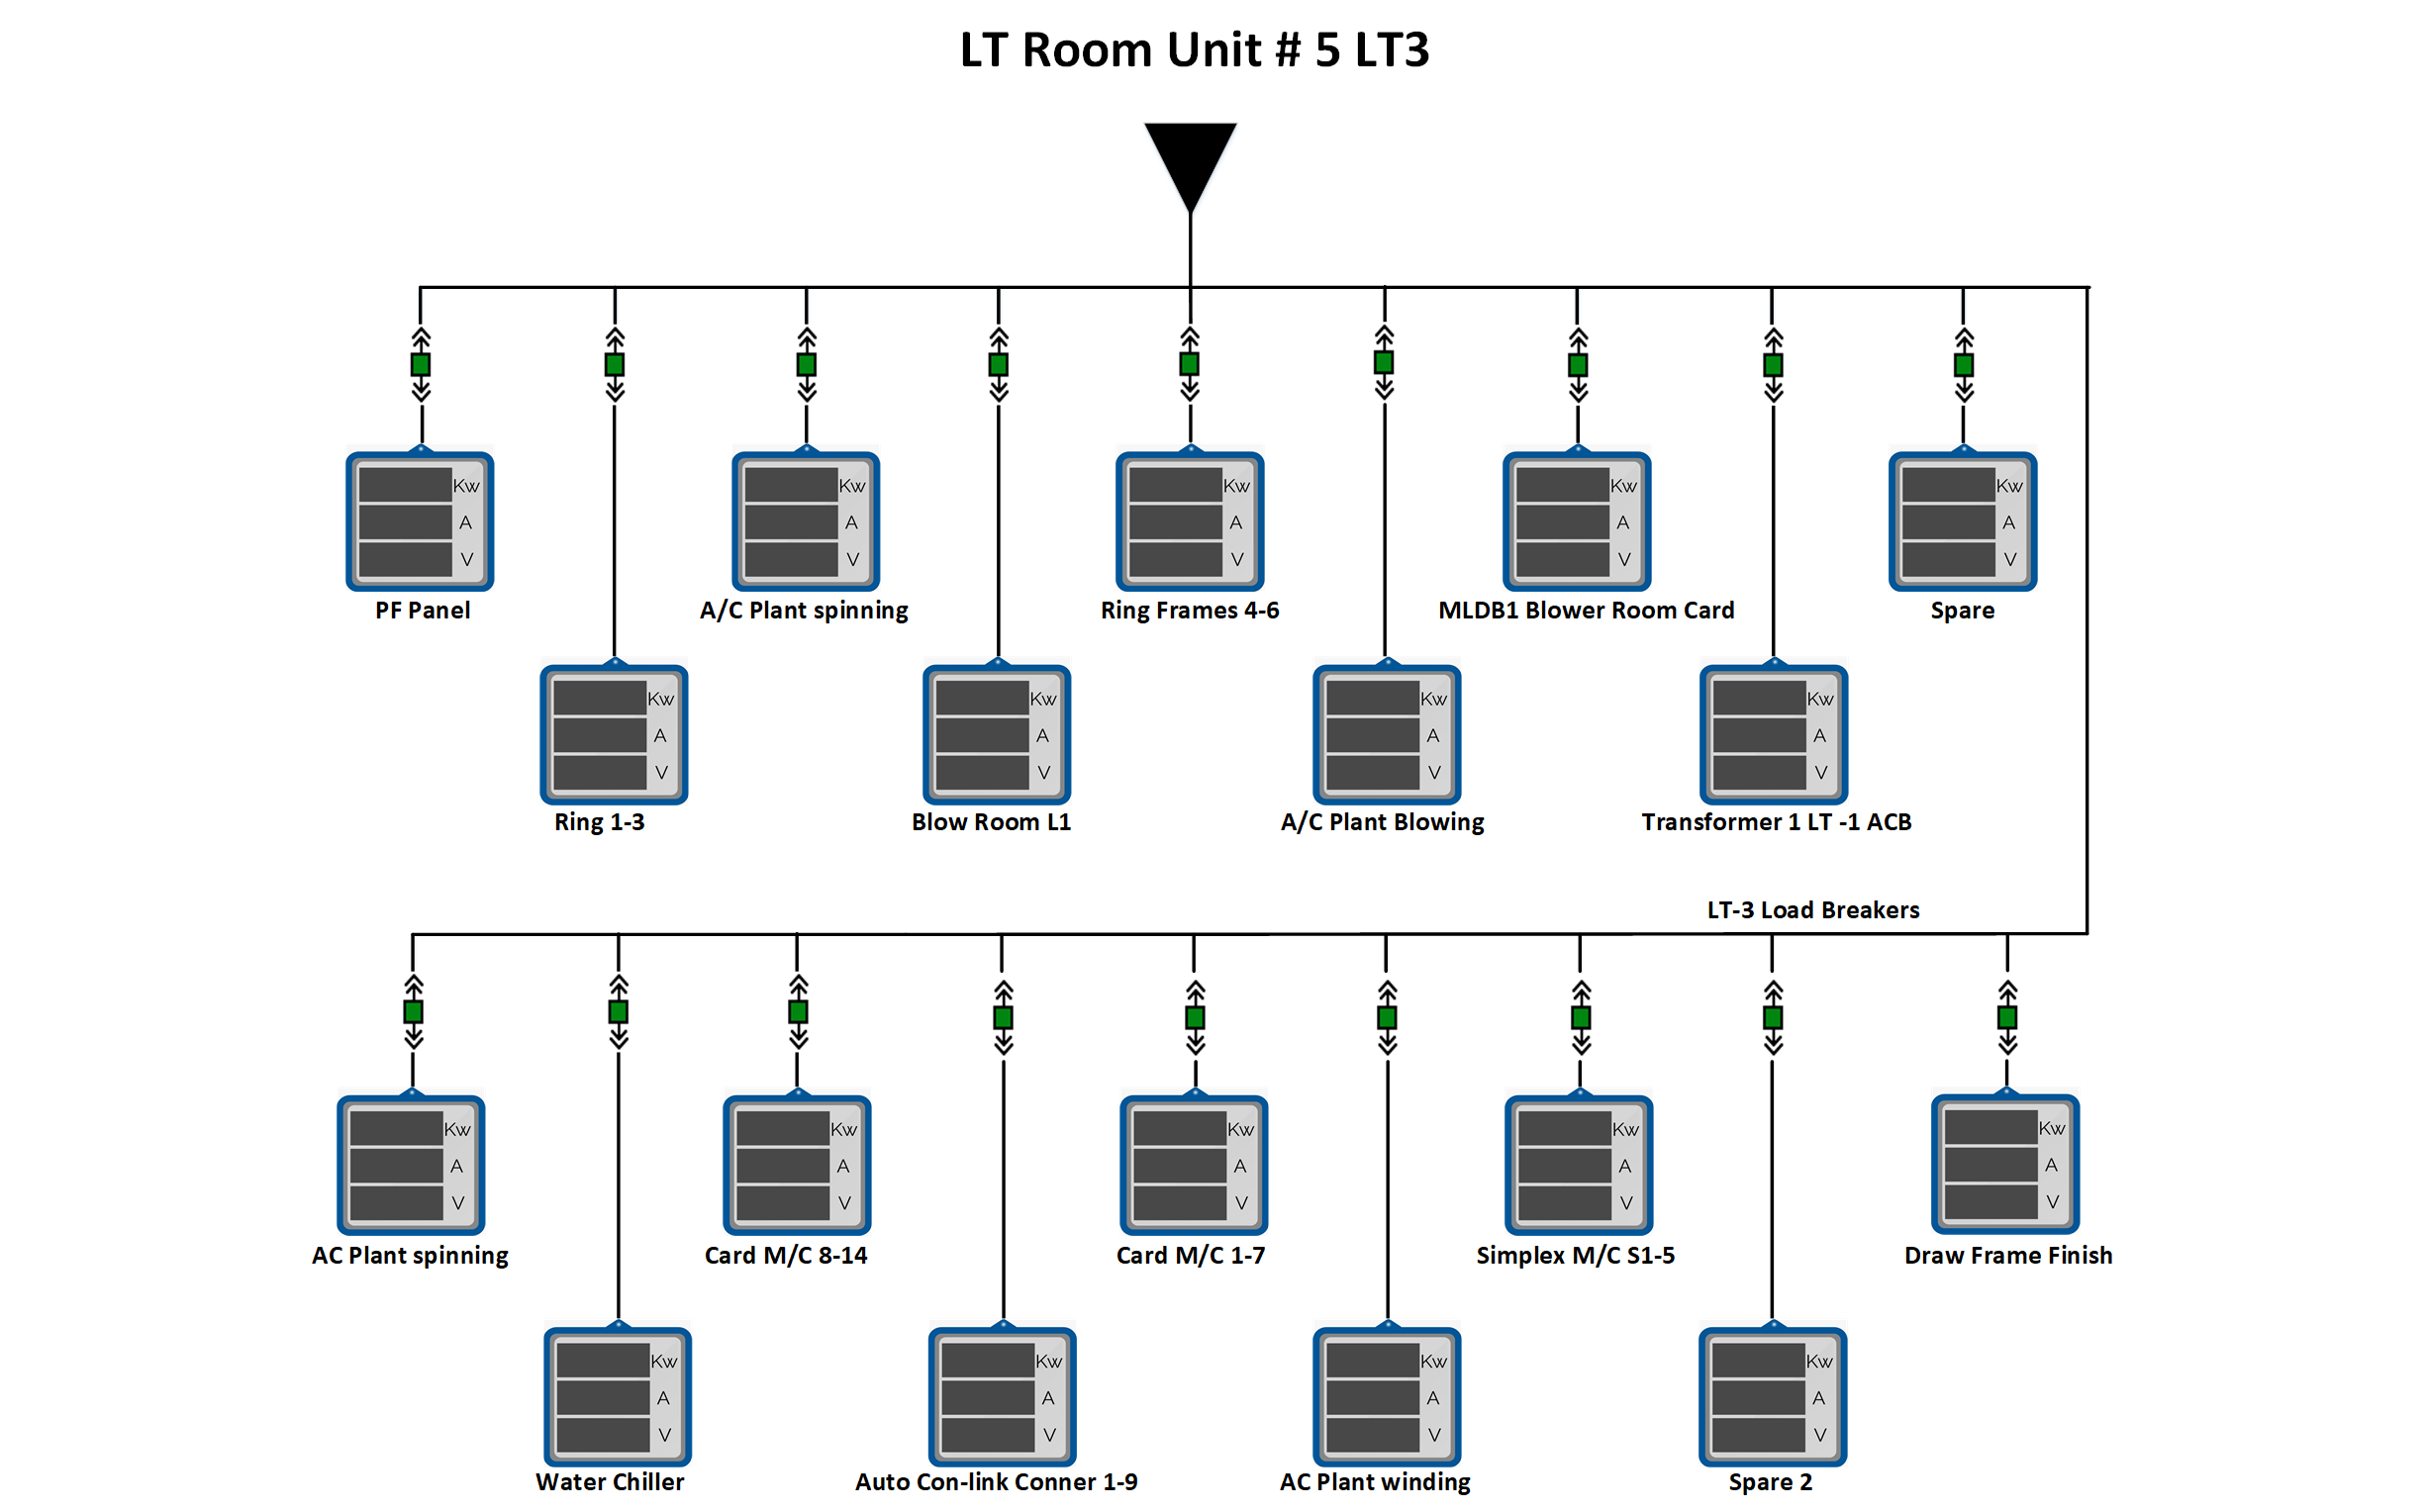 LT Room Unit # 5 LT3
Kw
A
V
PF Panel
Kw
A
V
A/C Plant spinning
Kw
A
V
Ring Frames 4-6
Kw
A
V
MLDB1 Blower Room Card
Kw
A
V
Spare
Kw
A
V
Ring 1-3
Kw
A
V
Blow Room L1
Kw
A
V
A/C Plant Blowing
Kw
A
V
Transformer 1 LT -1 ACB
LT-3 Load Breakers
Kw
A
V
AC Plant spinning
Kw
A
V
Card M/C 8-14
Kw
A
V
Card M/C 1-7
Kw
A
V
Simplex M/C S1-5
Kw
A
V
Draw Frame Finish
Kw
A
V
Water Chiller
Kw
A
V
Auto Con-link Conner 1-9
Kw
A
V
AC Plant winding
Kw
A
V
Spare 2